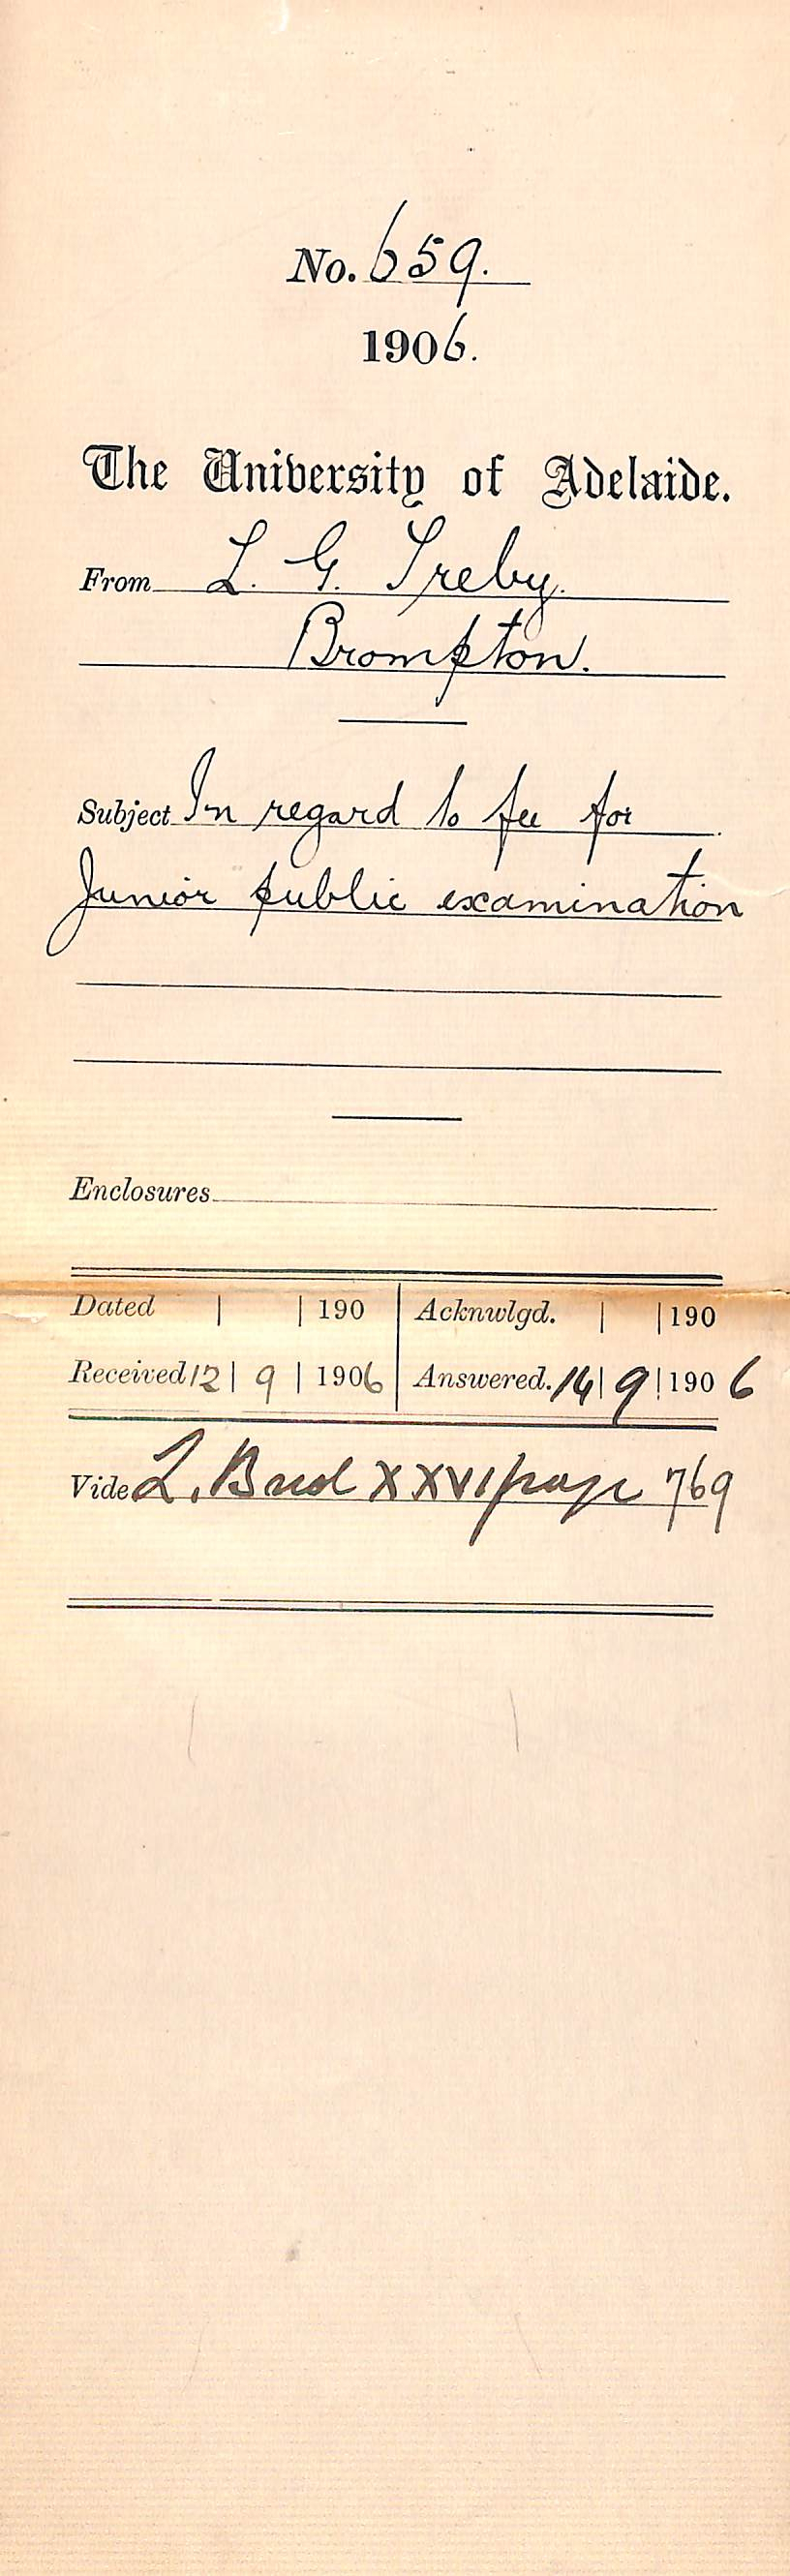 No. 659.
1906.
The University of Adelaide.
From L. G. Treby.
Brompton.
Subject In regard to fee for
Junior public examination
Enclosures
Dated | | 190 | Acknwlgd. | | 190
Received 12 | 9 | 1906 | Answered. 14 | 9 | 1906
Vide L. XXVI page 769